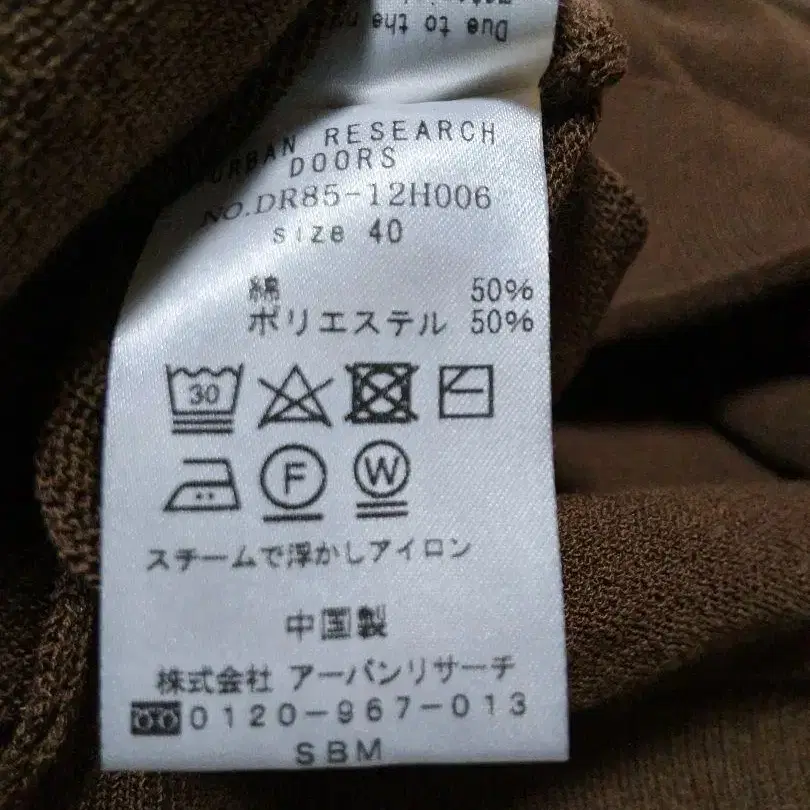 Due to the
URBAN RESEARCH
DOORS
NO.DR85-12H006
size 40
綿 50%
ポリエステル 50%
30
F W
スチームで浮かしアイロン
中国製
株式会社 アーバンリサーチ
0120-967-013
SBM